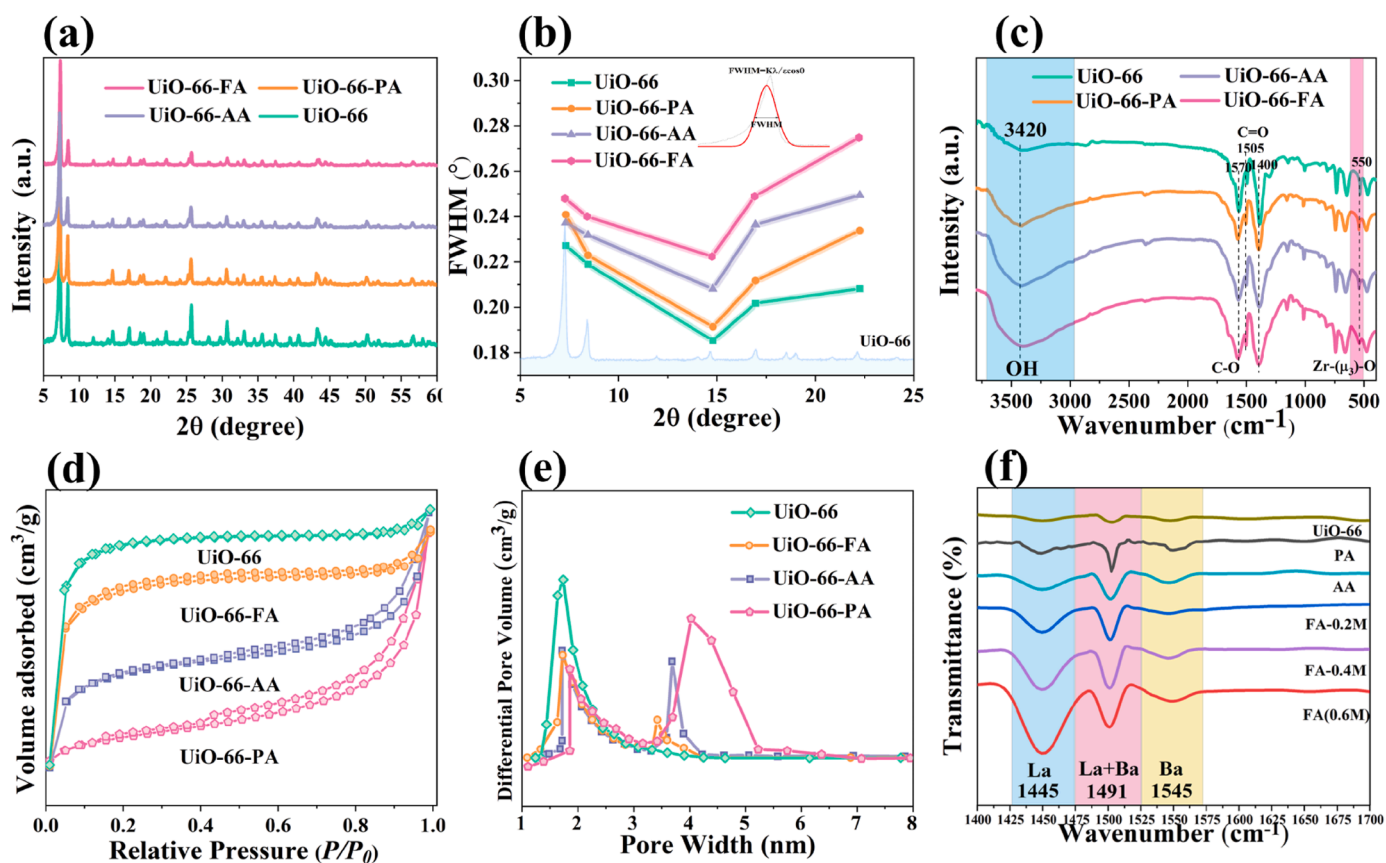 (a)
UiO-66-FA
UiO-66-PA
UiO-66-AA
UiO-66
Intensity (a.u.)
5 10 15 20 25 30 35 40 45 50 55 60
2θ (degree)
(b)
0.30
0.28
0.26
0.24
0.22
0.20
0.18
FWHM (°)
UiO-66
UiO-66-PA
UiO-66-AA
UiO-66-FA
FWHM=Kλ/εcosθ
FWHM
UiO-66
5 10 15 20 25
2θ (degree)
(c)
UiO-66
UiO-66-AA
UiO-66-PA
UiO-66-FA
3420
C=O
1505
1570
1400
550
OH
C-O
Zr-(μ3)-O
Intensity (a.u.)
3500 3000 2500 2000 1500 1000 500
Wavenumber (cm-1)
(d)
Volume adsorbed (cm3/g)
UiO-66
UiO-66-FA
UiO-66-AA
UiO-66-PA
0.0 0.2 0.4 0.6 0.8 1.0
Relative Pressure (P/P0)
(e)
Differential Pore Volume (cm3/g)
UiO-66
UiO-66-FA
UiO-66-AA
UiO-66-PA
1 2 3 4 5 6 7 8
Pore Width (nm)
(f)
Transmittance (%)
UiO-66
PA
AA
FA-0.2M
FA-0.4M
FA(0.6M)
La
1445
La+Ba
1491
Ba
1545
1400 1425 1450 1475 1500 1525 1550 1575 1600 1625 1650 1675 1700
Wavenumber (cm-1)